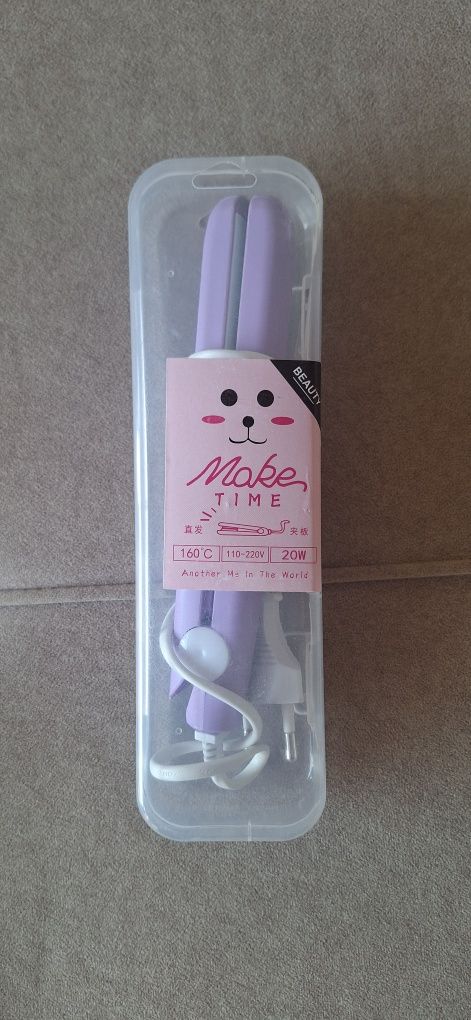 BEAUTY
Make
TIME
直发 夹板
160°C 110-220V 20W
Another Me In The World